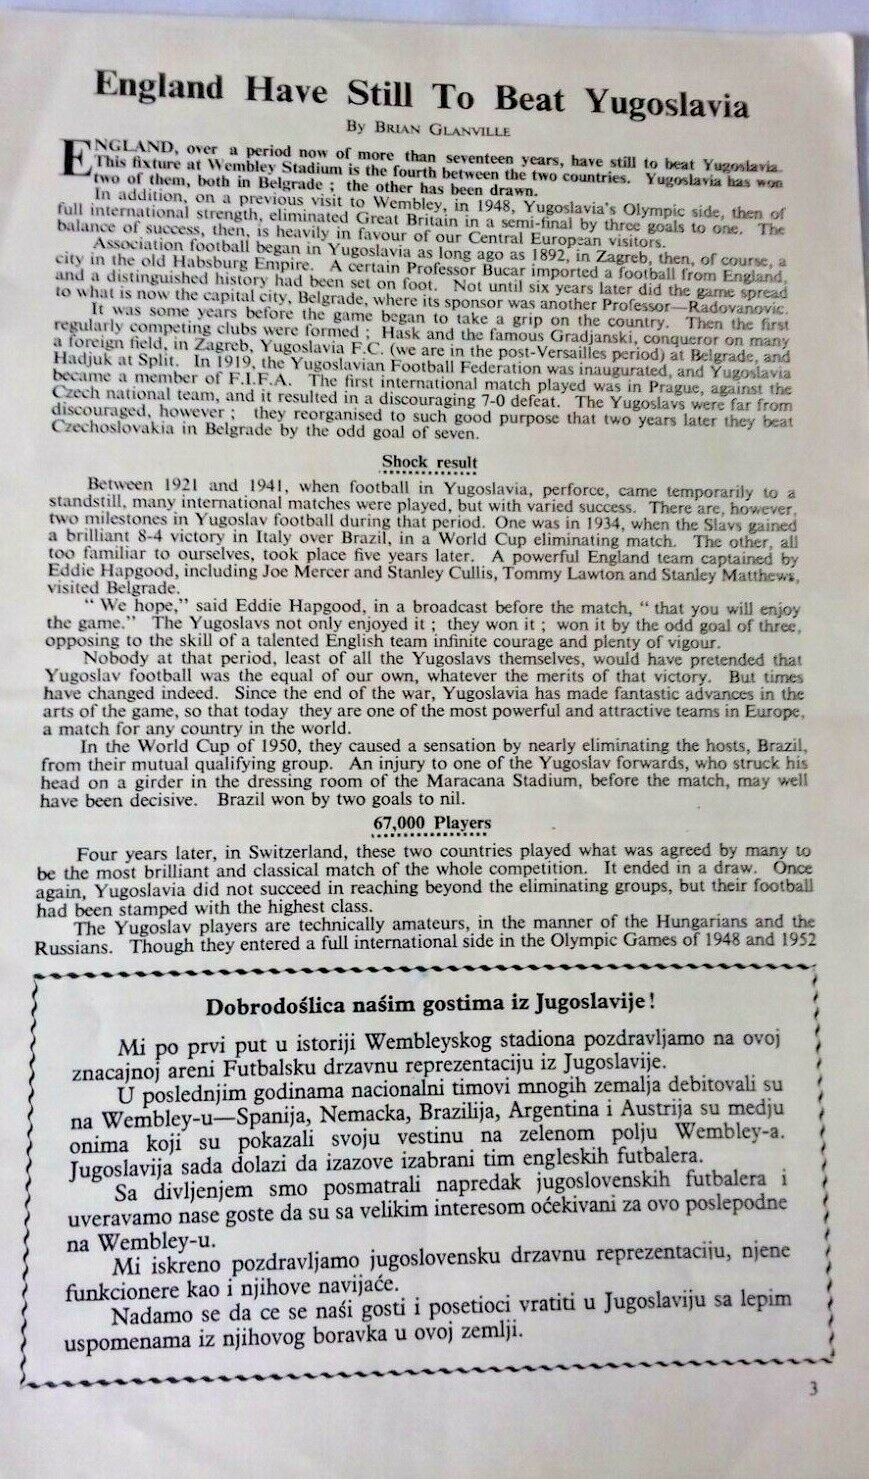 England Have Still To Beat Yugoslavia
By BRIAN GLANVILLE
ENGLAND, over a period now of more than seventeen years, have still to beat Yugoslavia.
This fixture at Wembley Stadium is the fourth between the two countries. Yugoslavia has won
two of them, both in Belgrade ; the other has been drawn.
In addition, on a previous visit to Wembley, in 1948, Yugoslavia's Olympic side, then of
full international strength, eliminated Great Britain in a semi-final by three goals to one. The
balance of success, then, is heavily in favour of our Central European visitors.
Association football began in Yugoslavia as long ago as 1892, in Zagreb, then, of course, a
city in the old Habsburg Empire. A certain Professor Bucar imported a football from England,
and a distinguished history had been set on foot. Not until six years later did the game spread
to what is now the capital city, Belgrade, where its sponsor was another Professor—Radovanovic.
It was some years before the game began to take a grip on the country. Then the first
regularly competing clubs were formed ; Hask and the famous Gradjanski, conqueror on many
a foreign field, in Zagreb, Yugoslavia F.C. (we are in the post-Versailles period) at Belgrade, and
Hadjuk at Split. In 1919, the Yugoslavian Football Federation was inaugurated, and Yugoslavia
became a member of F.I.F.A. The first international match played was in Prague, against the
Czech national team, and it resulted in a discouraging 7-0 defeat. The Yugoslavs were far from
discouraged, however ; they reorganised to such good purpose that two years later they beat
Czechoslovakia in Belgrade by the odd goal of seven.
Shock result
Between 1921 and 1941, when football in Yugoslavia, perforce, came temporarily to a
standstill, many international matches were played, but with varied success. There are, however,
two milestones in Yugoslav football during that period. One was in 1934, when the Slavs gained
a brilliant 8-4 victory in Italy over Brazil, in a World Cup eliminating match. The other, all
too familiar to ourselves, took place five years later. A powerful England team captained by
Eddie Hapgood, including Joe Mercer and Stanley Cullis, Tommy Lawton and Stanley Matthews,
visited Belgrade.
" We hope," said Eddie Hapgood, in a broadcast before the match, " that you will enjoy
the game." The Yugoslavs not only enjoyed it ; they won it ; won it by the odd goal of three,
opposing to the skill of a talented English team infinite courage and plenty of vigour.
Nobody at that period, least of all the Yugoslavs themselves, would have pretended that
Yugoslav football was the equal of our own, whatever the merits of that victory. But times
have changed indeed. Since the end of the war, Yugoslavia has made fantastic advances in the
arts of the game, so that today they are one of the most powerful and attractive teams in Europe,
a match for any country in the world.
In the World Cup of 1950, they caused a sensation by nearly eliminating the hosts, Brazil,
from their mutual qualifying group. An injury to one of the Yugoslav forwards, who struck his
head on a girder in the dressing room of the Maracana Stadium, before the match, may well
have been decisive. Brazil won by two goals to nil.
67,000 Players
Four years later, in Switzerland, these two countries played what was agreed by many to
be the most brilliant and classical match of the whole competition. It ended in a draw. Once
again, Yugoslavia did not succeed in reaching beyond the eliminating groups, but their football
had been stamped with the highest class.
The Yugoslav players are technically amateurs, in the manner of the Hungarians and the
Russians. Though they entered a full international side in the Olympic Games of 1948 and 1952
Dobrodoślica naśim gostima iz Jugoslavije!
Mi po prvi put u istoriji Wembleyskog stadiona pozdravljamo na ovoj
znacajnoj areni Futbalsku drzavnu reprezentaciju iz Jugoslavije.
U poslednjim godinama nacionalni timovi mnogih zemalja debitovali su
na Wembley-u—Spanija, Nemacka, Brazilija, Argentina i Austrija su medju
onima koji su pokazali svoju vestinu na zelenom polju Wembley-a.
Jugoslavija sada dolazi da izazove izabrani tim engleskih futbalera.
Sa divljenjem smo posmatrali napredak jugoslovenskih futbalera i
uveravamo nase goste da su sa velikim interesom oćekivani za ovo poslepodne
na Wembley-u.
Mi iskreno pozdravljamo jugoslovensku drzavnu reprezentaciju, njene
funkcionere kao i njihove navijaće.
Nadamo se da ce se naśi gosti i posetioci vratiti u Jugoslaviju sa lepim
uspomenama iz njihovog boravka u ovoj zemlji.
3